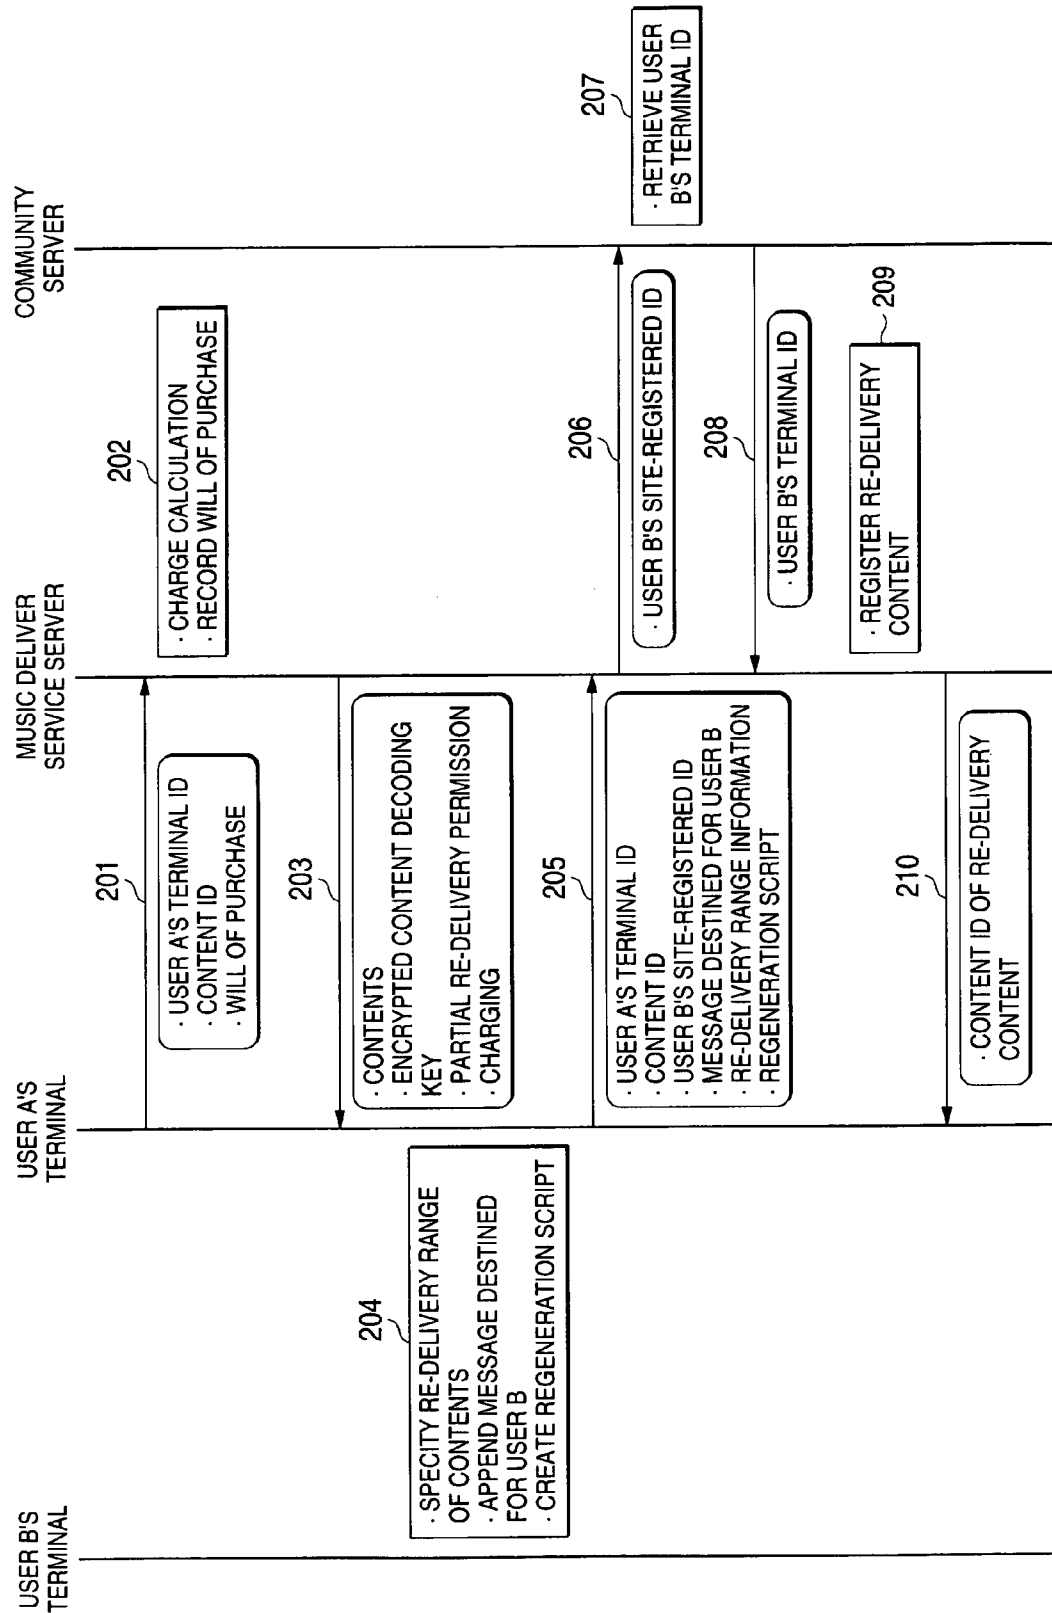 USER B'S
TERMINAL
USER A'S
TERMINAL
MUSIC DELIVER
SERVICE SERVER
COMMUNITY
SERVER
201
· USER A'S TERMINAL ID
· CONTENT ID
· WILL OF PURCHASE
202
· CHARGE CALCULATION
· RECORD WILL OF PURCHASE
203
· CONTENTS
· ENCRYPTED CONTENT DECODING
KEY
· PARTIAL RE-DELIVERY PERMISSION
· CHARGING
204
· SPECITY RE-DELIVERY RANGE
OF CONTENTS
· APPEND MESSAGE DESTINED
FOR USER B
· CREATE REGENERATION SCRIPT
205
· USER A'S TERMINAL ID
· CONTENT ID
· USER B'S SITE-REGISTERED ID
· MESSAGE DESTINED FOR USER B
· RE-DELIVERY RANGE INFORMATION
· REGENERATION SCRIPT
206
· USER B'S SITE-REGISTERED ID
207
· RETRIEVE USER
B'S TERMINAL ID
208
· USER B'S TERMINAL ID
209
· REGISTER RE-DELIVERY
CONTENT
210
· CONTENT ID OF RE-DELIVERY
CONTENT